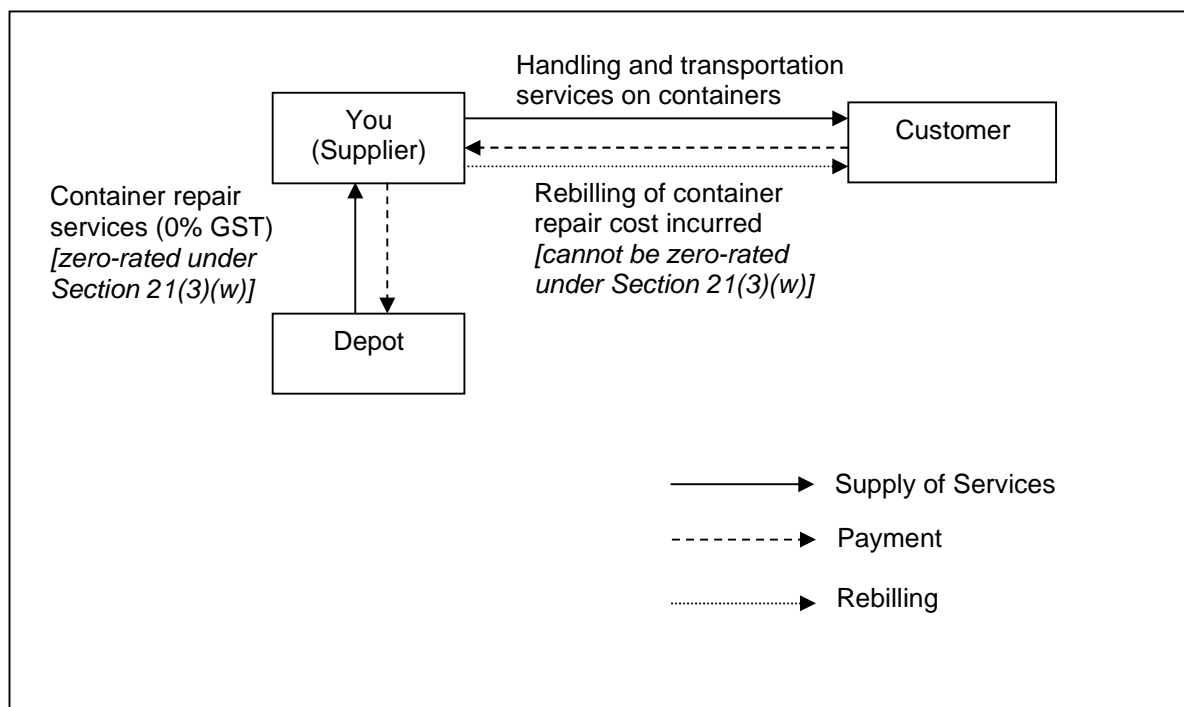 Handling and transportation
services on containers
You
(Supplier)
Customer
Container repair
services (0% GST)
[zero-rated under
Section 21(3)(w)]
Rebilling of container
repair cost incurred
[cannot be zero-rated
under Section 21(3)(w)]
Depot
Supply of Services
Payment
Rebilling